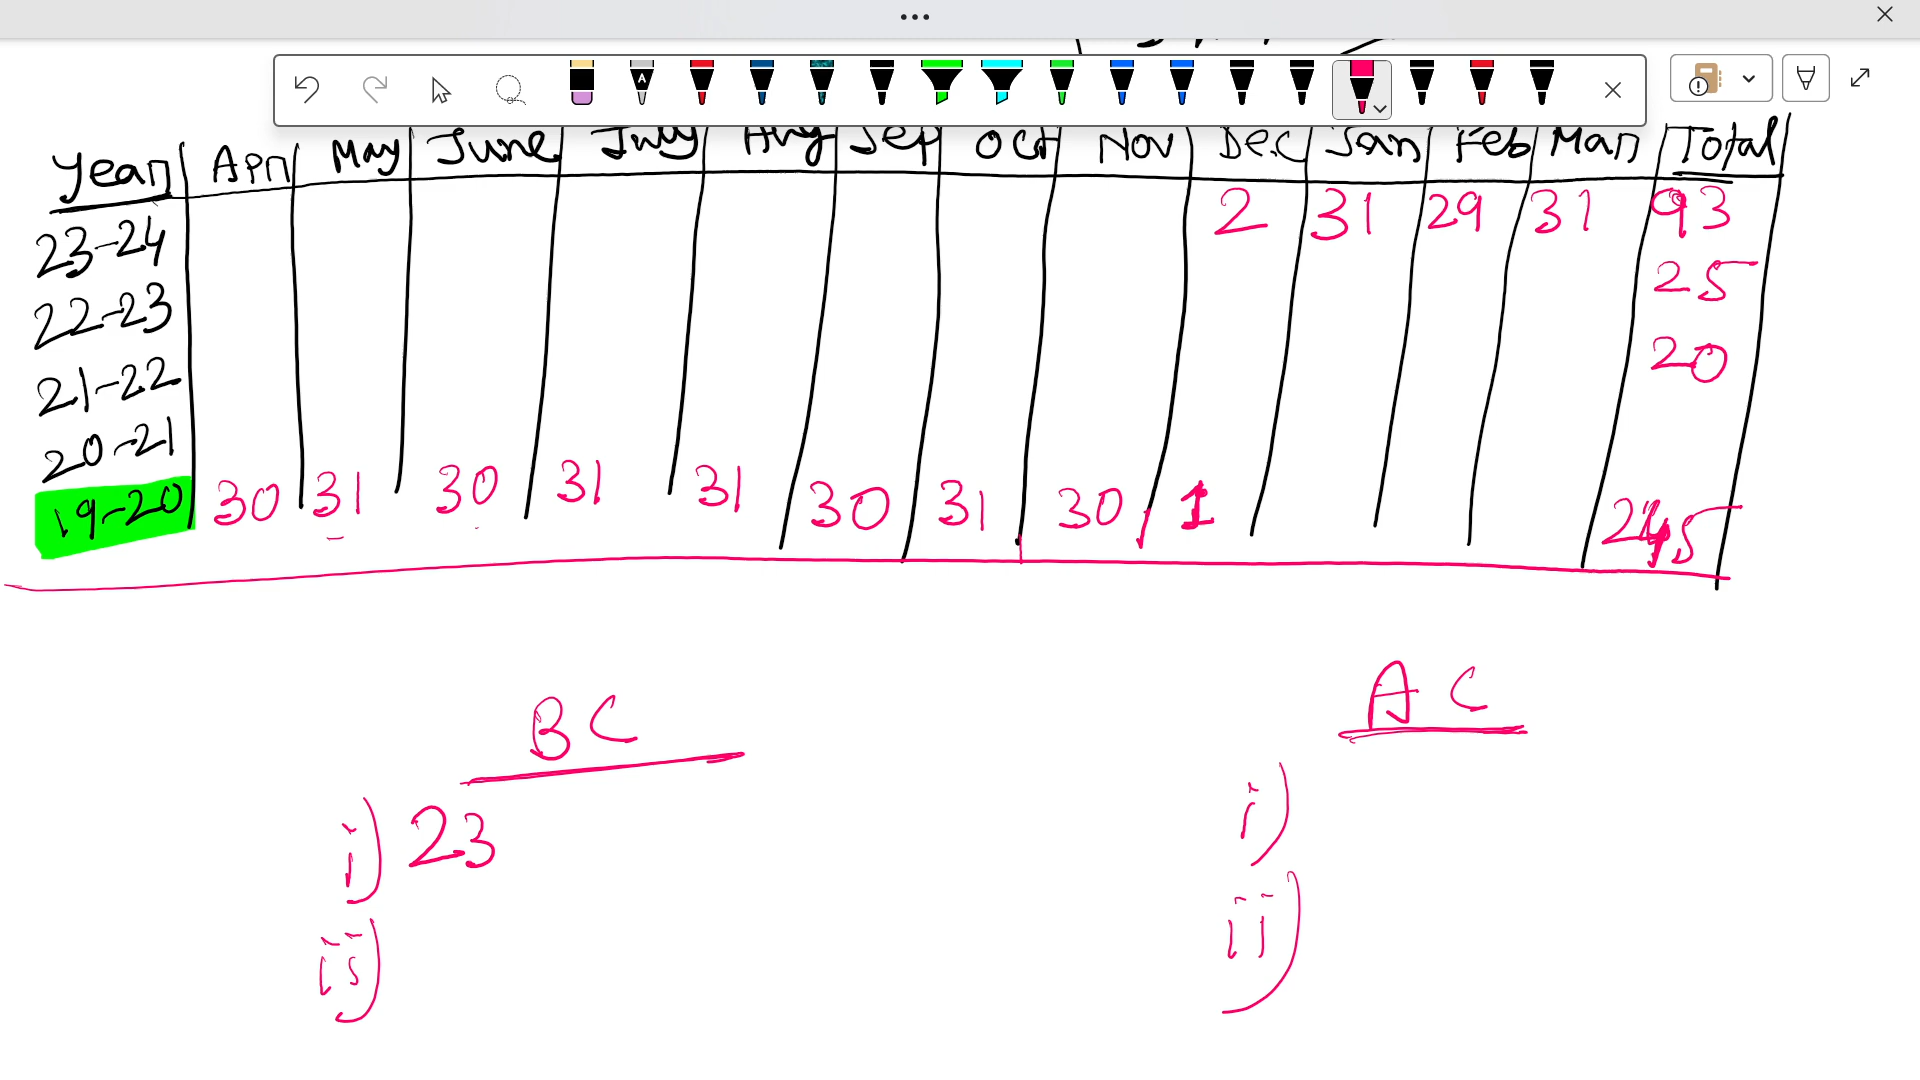 Year Apr May June July Aug Sep Oct Nov Dec Jan Feb Mar Total
23-24 2 31 29 31 93
22-23 25
21-22 20
20-21
19-20 30 31 30 31 31 30 31 30 1 245
BC AC
i) 23 i)
ii) ii)